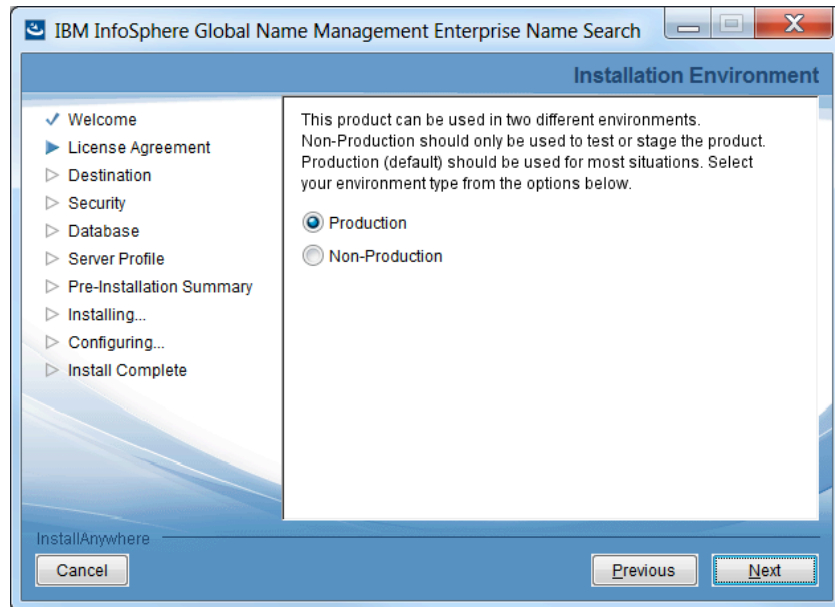 IBM InfoSphere Global Name Management Enterprise Name Search
Installation Environment
Welcome
License Agreement
Destination
Security
Database
Server Profile
Pre-Installation Summary
Installing...
Configuring...
Install Complete
This product can be used in two different environments.
Non-Production should only be used to test or stage the product.
Production (default) should be used for most situations. Select
your environment type from the options below.
Production
Non-Production
InstallAnywhere
Cancel
Previous
Next